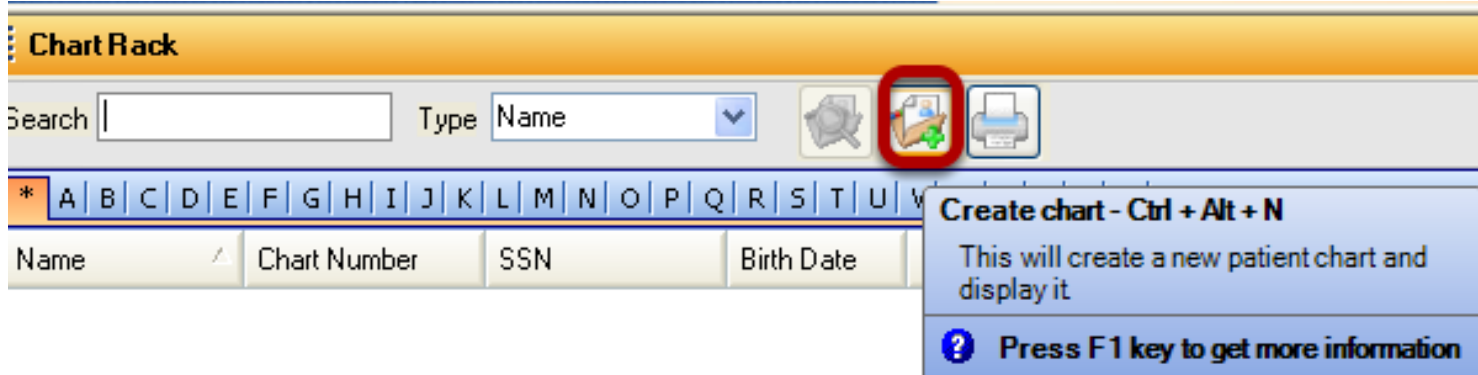 Chart Rack
Search Type Name
* A B C D E F G H I J K L M N O P Q R S T U
Create chart - Ctrl + Alt + N
Name Chart Number SSN Birth Date
This will create a new patient chart and
display it
Press F1 key to get more information